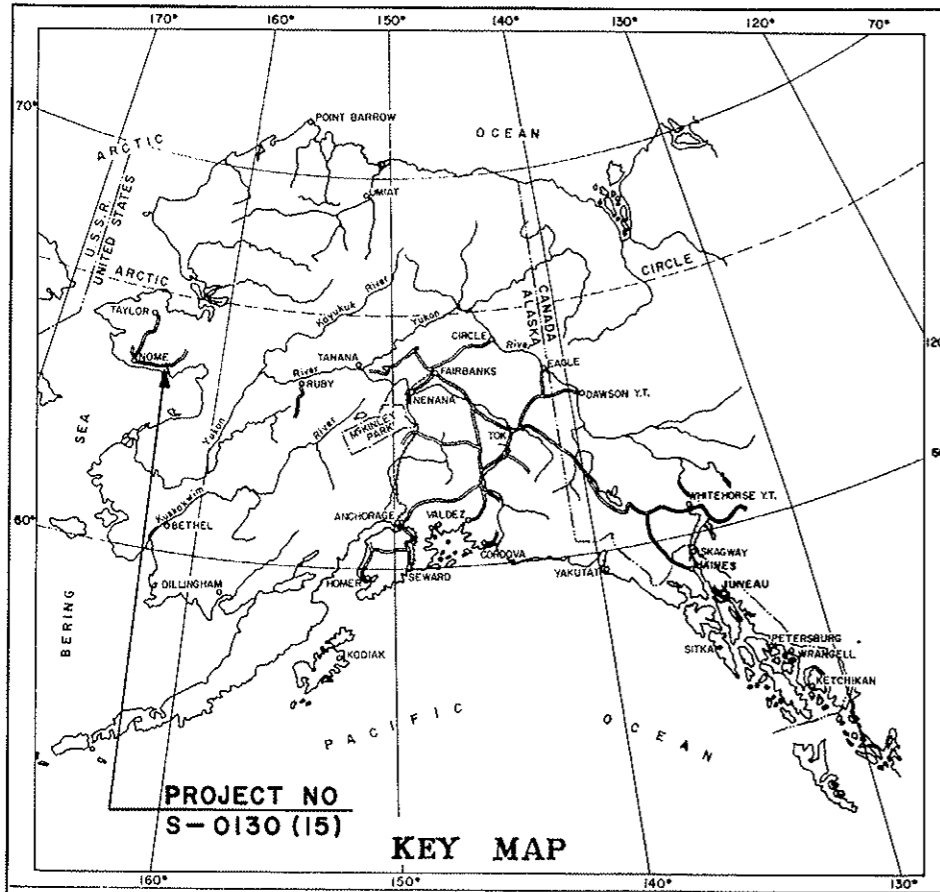 170° 160° 150° 140° 130° 120° 70°
70°
POINT BARROW
OCEAN
ARCTIC
UMIAT
U.S.S.R.
UNITED STATES
ARCTIC
CIRCLE
CANADA
ALASKA
Koyukuk River
Yukon
River
TAYLOR
CIRCLE
NOME
TANANA
FAIRBANKS
EAGLE
120
River
RUBY
NENANA
DAWSON Y.T.
McKINLEY
PARK
River
TOK
SEA
Yukon
WHITEHORSE Y.T.
Kuskokwim
60°
BETHEL
ANCHORAGE
VALDEZ
SKAGWAY
CORDOVA
HAINES
DILLINGHAM
HOMER
SEWARD
YAKUTAT
JUNEAU
BERING
KODIAK
SITKA
PETERSBURG
WRANGELL
KETCHIKAN
PACIFIC
OCEAN
PROJECT NO
S-0130 (15)
KEY MAP
160° 150° 140° 130°